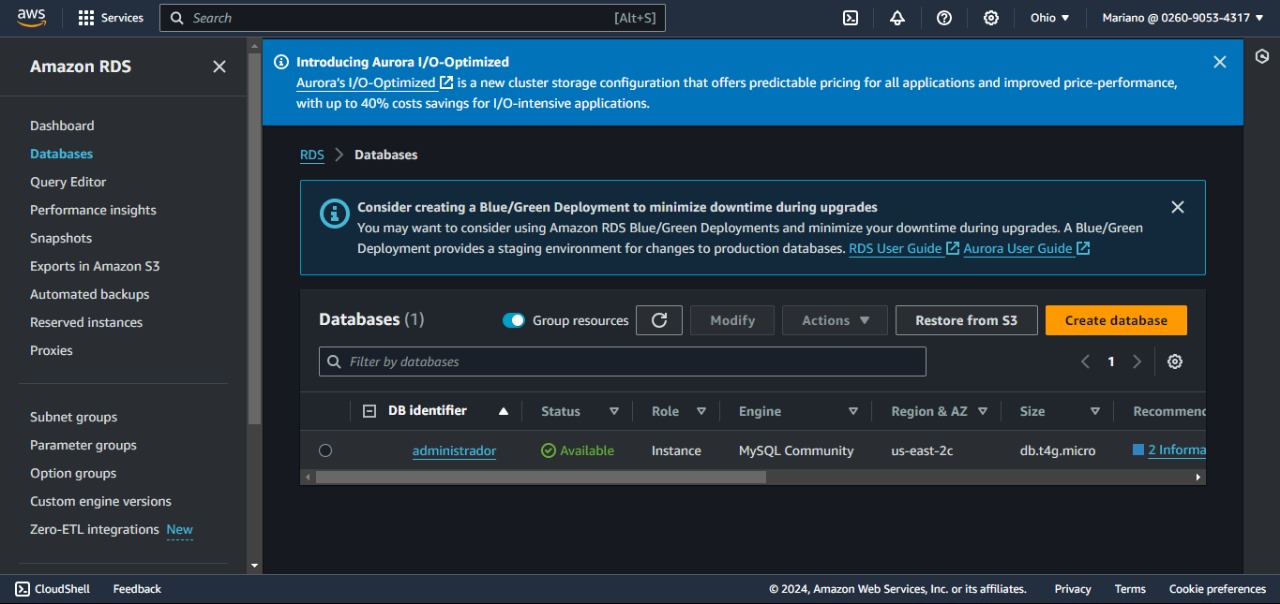 aws
Services
Search
[Alt+S]
Ohio
Mariano @ 0260-9053-4317
Amazon RDS
Dashboard
Databases
Query Editor
Performance insights
Snapshots
Exports in Amazon S3
Automated backups
Reserved instances
Proxies
Subnet groups
Parameter groups
Option groups
Custom engine versions
Zero-ETL integrations New
Introducing Aurora I/O-Optimized
Aurora's I/O-Optimized is a new cluster storage configuration that offers predictable pricing for all applications and improved price-performance,
with up to 40% costs savings for I/O-intensive applications.
RDS > Databases
Consider creating a Blue/Green Deployment to minimize downtime during upgrades
You may want to consider using Amazon RDS Blue/Green Deployments and minimize your downtime during upgrades. A Blue/Green
Deployment provides a staging environment for changes to production databases. RDS User Guide Aurora User Guide
Databases (1)
Group resources
Modify
Actions
Restore from S3
Create database
Filter by databases
1
DB identifier Status Role Engine Region & AZ Size Recommenc
administrador Available Instance MySQL Community us-east-2c db.t4g.micro 2 Informa
CloudShell Feedback © 2024, Amazon Web Services, Inc. or its affiliates. Privacy Terms Cookie preferences